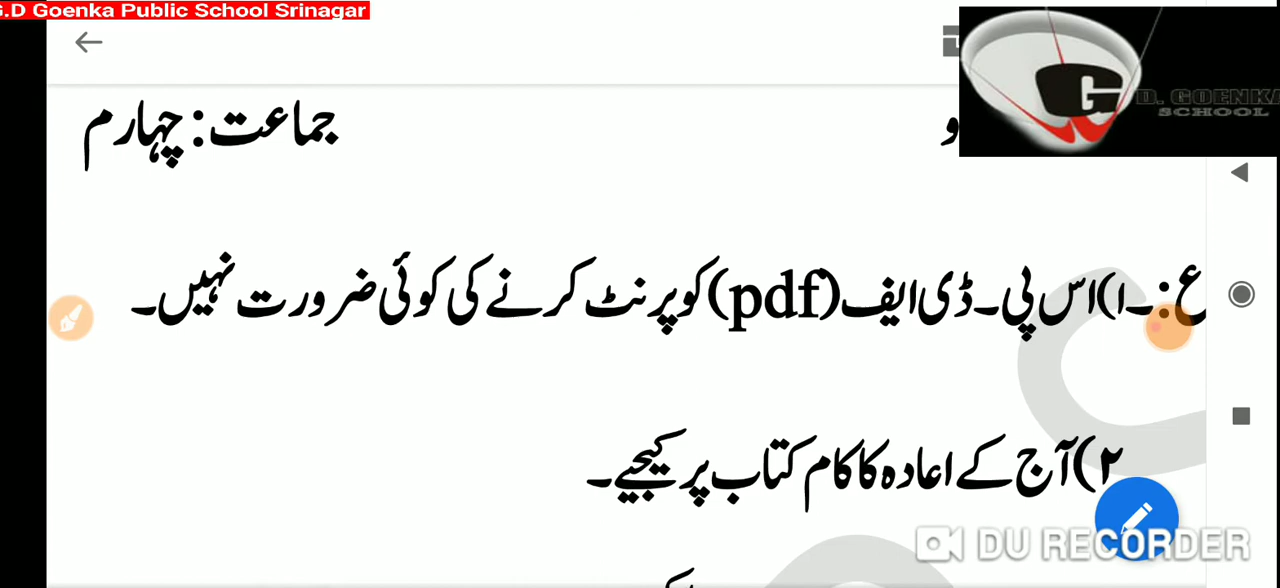 G.D Goenka Public School Srinagar
D. GOENKA
SCHOOL
جماعت: چہارم
۱) اس پی۔ ڈی ایف (pdf) کو پرنٹ کرنے کی کوئی ضرورت نہیں۔
۲) آج کے اعادہ کا کام کتاب پر کیجیے۔
DU RECORDER